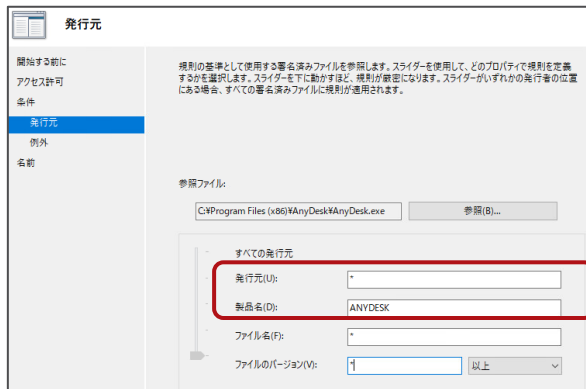 発行元
開始する前に
アクセス許可
条件
発行元
例外
名前
規則の基準として使用する署名済みファイルを参照します。スライダーを使用して、どのプロパティで規則を定義
するかを選択します。スライダーを下に動かすほど、規則が厳密になります。スライダーがいずれかの発行者の位置
にある場合、すべての署名済みファイルに規則が適用されます。
参照ファイル:
C:¥Program Files (x86)¥AnyDesk¥AnyDesk.exe 参照(B)...
すべての発行元
発行元(U): *
製品名(D): ANYDESK
ファイル名(F): *
ファイルのバージョン(V): * 以上